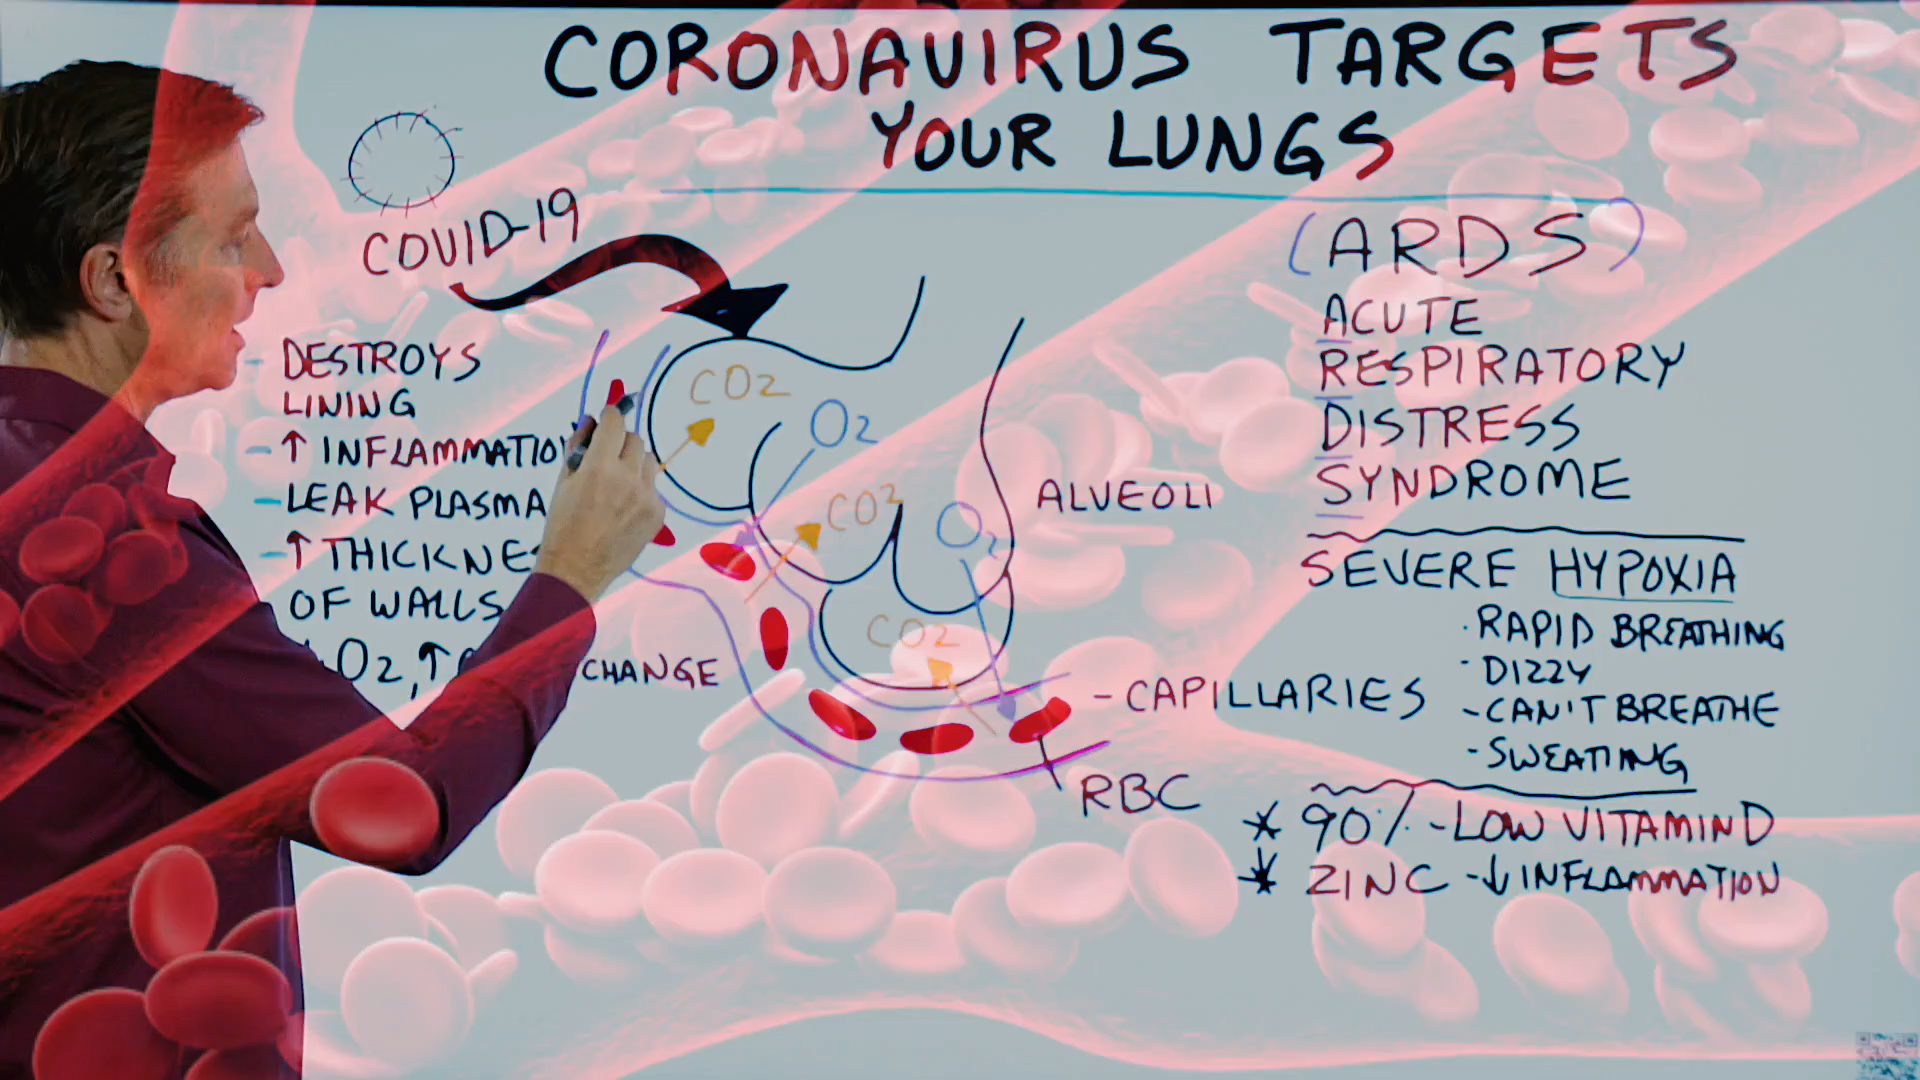 CORONAVIRUS TARGETS
YOUR LUNGS
COVID-19
- DESTROYS
LINING
- ↑ INFLAMMATIO
- LEAK PLASMA
- ↑ THICKNE
OF WALLS
O2, ↑
CHANGE
CO2
O2
CO2
O2
CO2
ALVEOLI
- CAPILLARIES
RBC
(ARDS)
ACUTE
RESPIRATORY
DISTRESS
SYNDROME
SEVERE HYPOXIA
· RAPID BREATHING
- DIZZY
- CAN'T BREATHE
- SWEATING
* 90% - LOW VITAMIN D
* ZINC - ↓ INFLAMMATION